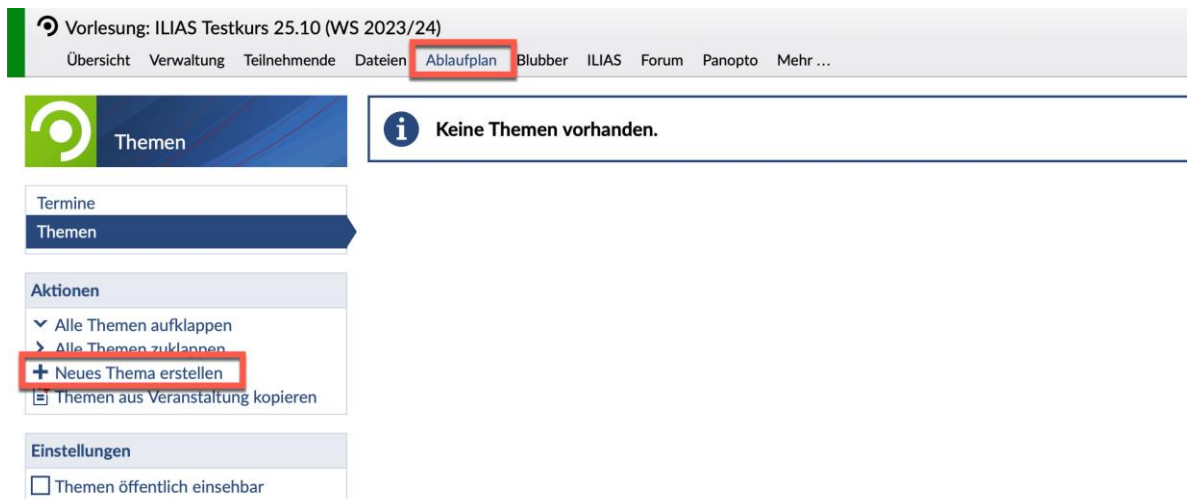 Vorlesung: ILIAS Testkurs 25.10 (WS 2023/24)
Übersicht Verwaltung Teilnehmende Dateien Ablaufplan Blubber ILIAS Forum Panopto Mehr ...
Themen
Keine Themen vorhanden.
Termine
Themen
Aktionen
Alle Themen aufklappen
Alle Themen zuklappen
Neues Thema erstellen
Themen aus Veranstaltung kopieren
Einstellungen
Themen öffentlich einsehbar